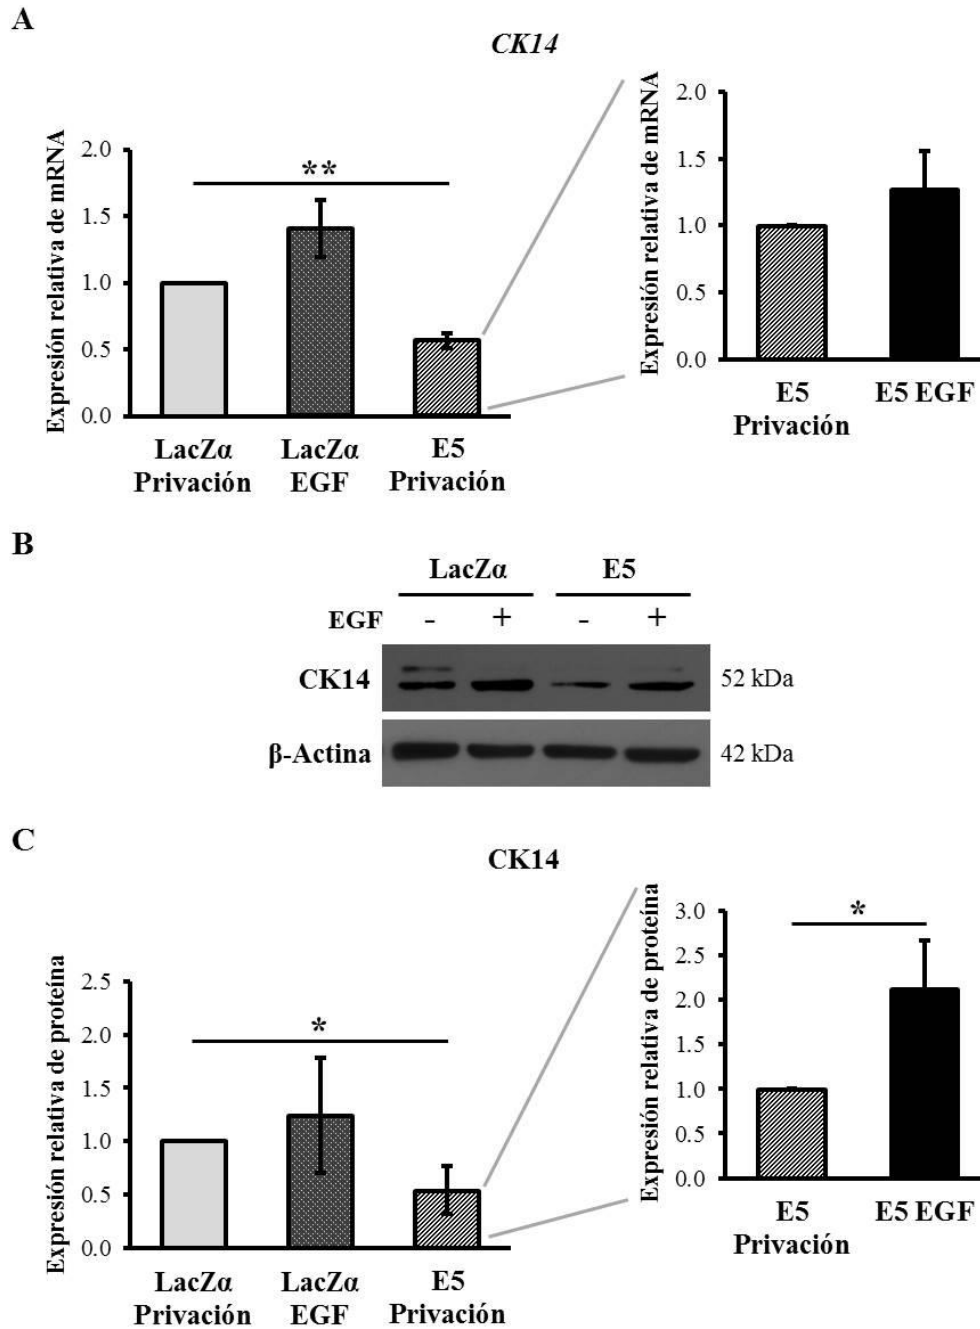 A
CK14
Expresión relativa de mRNA
2.0
1.5
1.0
0.5
0.0
**
LacZα
Privación
LacZα
EGF
E5
Privación
Expresión relativa de mRNA
2.0
1.5
1.0
0.5
0.0
E5
Privación
E5 EGF
B
LacZα E5
EGF - + - +
CK14 52 kDa
β-Actina 42 kDa
C
CK14
Expresión relativa de proteína
2.5
2.0
1.5
1.0
0.5
0.0
*
LacZα
Privación
LacZα
EGF
E5
Privación
Expresión relativa de proteína
3.0
2.5
2.0
1.5
1.0
0.5
0.0
*
E5
Privación
E5 EGF